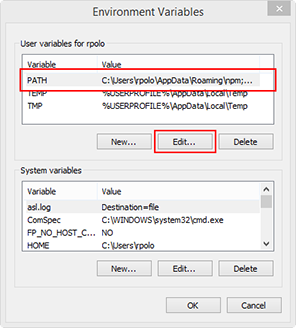 Environment Variables
User variables for rpolo
Variable Value
PATH C:\Users\rpolo\AppData\Roaming\npm;...
TEMP %USERPROFILE%\AppData\Local\Temp
TMP %USERPROFILE%\AppData\Local\Temp
New... Edit... Delete
System variables
Variable Value
asl.log Destination=file
ComSpec C:\WINDOWS\system32\cmd.exe
FP_NO_HOST_C... NO
HOME C:\Users\rpolo
New... Edit... Delete
OK Cancel